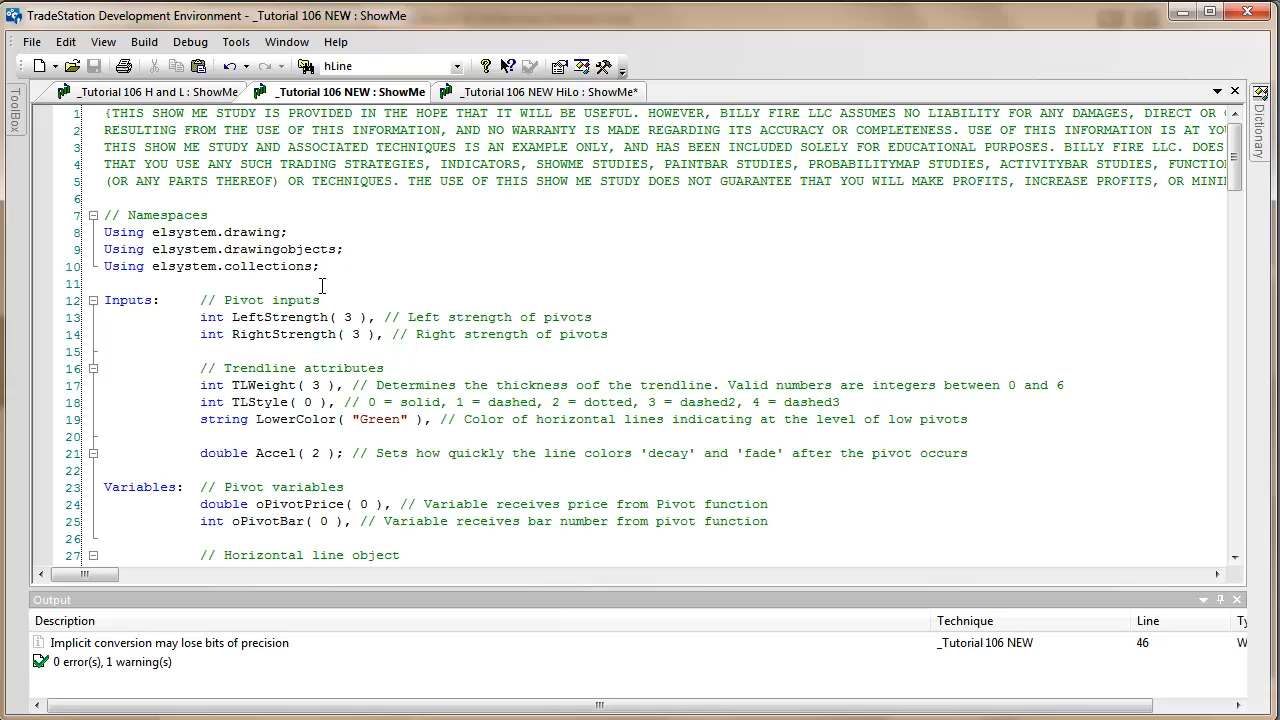 TradeStation Development Environment - _Tutorial 106 NEW : ShowMe
File Edit View Build Debug Tools Window Help
hLine
_Tutorial 106 H and L : ShowMe _Tutorial 106 NEW : ShowMe _Tutorial 106 NEW HiLo : ShowMe*
ToolBox
Dictionary
1 {THIS SHOW ME STUDY IS PROVIDED IN THE HOPE THAT IT WILL BE USEFUL. HOWEVER, BILLY FIRE LLC ASSUMES NO LIABILITY FOR ANY DAMAGES, DIRECT OR
2 RESULTING FROM THE USE OF THIS INFORMATION, AND NO WARRANTY IS MADE REGARDING ITS ACCURACY OR COMPLETENESS. USE OF THIS INFORMATION IS AT
3 THIS SHOW ME STUDY AND ASSOCIATED TECHNIQUES IS AN EXAMPLE ONLY, AND HAS BEEN INCLUDED SOLELY FOR EDUCATIONAL PURPOSES. BILLY FIRE LLC. DOES
4 THAT YOU USE ANY SUCH TRADING STRATEGIES, INDICATORS, SHOWME STUDIES, PAINTBAR STUDIES, PROBABILITYMAP STUDIES, ACTIVITYBAR STUDIES, FUNCTIO
5 (OR ANY PARTS THEREOF) OR TECHNIQUES. THE USE OF THIS SHOW ME STUDY DOES NOT GUARANTEE THAT YOU WILL MAKE PROFITS, INCREASE PROFITS, OR MINI
6
7 // Namespaces
8 Using elsystem.drawing;
9 Using elsystem.drawingobjects;
10 Using elsystem.collections;
11
12 Inputs: // Pivot inputs
13 int LeftStrength( 3 ), // Left strength of pivots
14 int RightStrength( 3 ), // Right strength of pivots
15
16 // Trendline attributes
17 int TLWeight( 3 ), // Determines the thickness oof the trendline. Valid numbers are integers between 0 and 6
18 int TLStyle( 0 ), // 0 = solid, 1 = dashed, 2 = dotted, 3 = dashed2, 4 = dashed3
19 string LowerColor( "Green" ), // Color of horizontal lines indicating at the level of low pivots
20
21 double Accel( 2 ); // Sets how quickly the line colors 'decay' and 'fade' after the pivot occurs
22
23 Variables: // Pivot variables
24 double oPivotPrice( 0 ), // Variable receives price from Pivot function
25 int oPivotBar( 0 ), // Variable receives bar number from pivot function
26
27 // Horizontal line object
Output
Description Technique Line Ty
Implicit conversion may lose bits of precision _Tutorial 106 NEW 46 W
0 error(s), 1 warning(s)